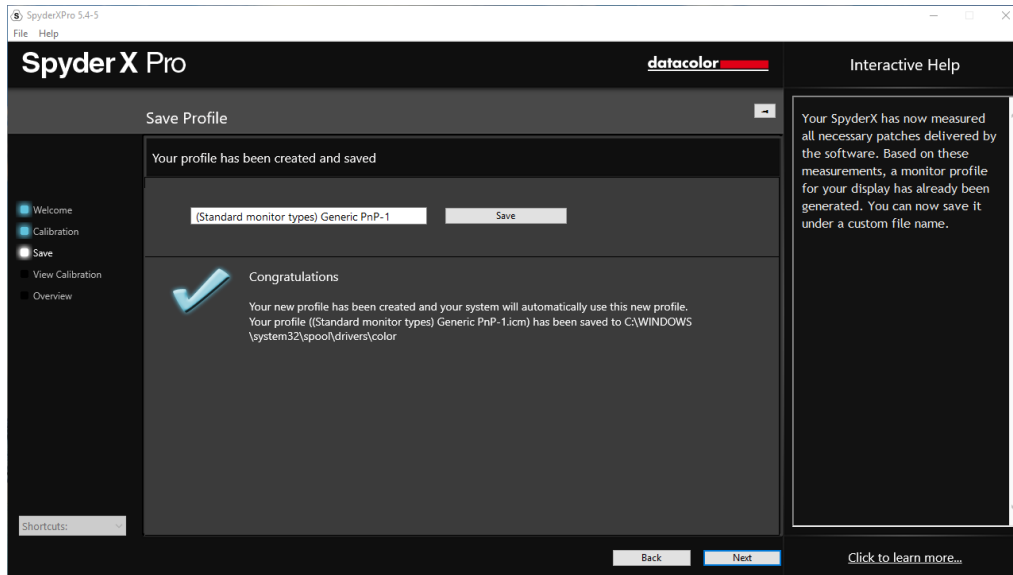 SpyderXPro 5.4-5
File Help
Spyder X Pro
datacolor
Interactive Help
Save Profile
Your profile has been created and saved
(Standard monitor types) Generic PnP-1
Save
Welcome
Calibration
Save
View Calibration
Overview
Congratulations
Your new profile has been created and your system will automatically use this new profile.
Your profile ((Standard monitor types) Generic PnP-1.icm) has been saved to C:\WINDOWS
\system32\spool\drivers\color
Your SpyderX has now measured
all necessary patches delivered by
the software. Based on these
measurements, a monitor profile
for your display has already been
generated. You can now save it
under a custom file name.
Shortcuts:
Back
Next
Click to learn more...